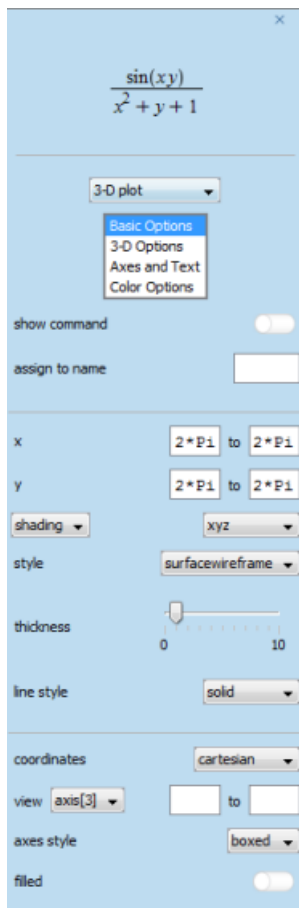 ×
sin(xy)
x² + y + 1
3-D plot
Basic Options
3-D Options
Axes and Text
Color Options
show command
assign to name
x 2*Pi to 2*Pi
y 2*Pi to 2*Pi
shading xyz
style surfacewireframe
thickness
0 10
line style solid
coordinates cartesian
view axis[3] to
axes style boxed
filled